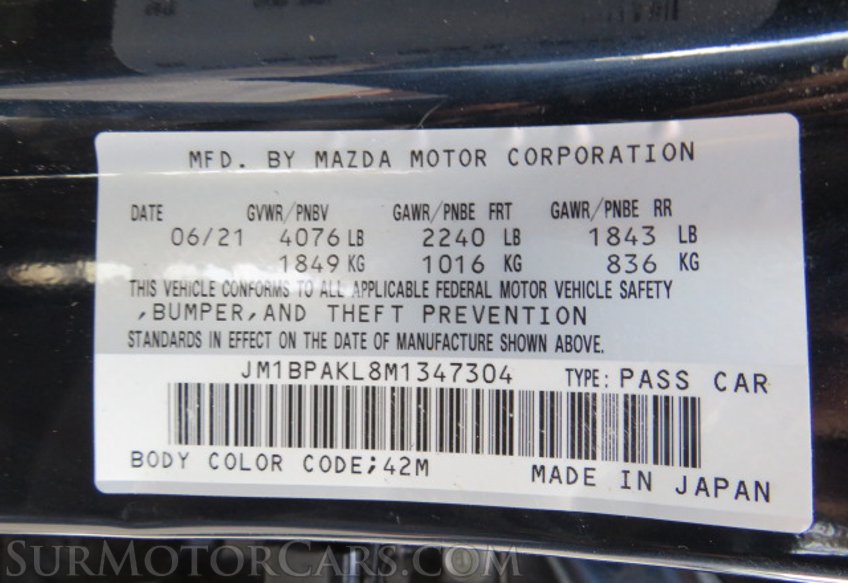 MFD. BY MAZDA MOTOR CORPORATION
DATE GVWR/PNBV GAWR/PNBE FRT GAWR/PNBE RR
06/21 4076 LB 2240 LB 1843 LB
1849 KG 1016 KG 836 KG
THIS VEHICLE CONFORMS TO ALL APPLICABLE FEDERAL MOTOR VEHICLE SAFETY
,BUMPER,AND THEFT PREVENTION
STANDARDS IN EFFECT ON THE DATE OF MANUFACTURE SHOWN ABOVE.
JM1BPAKL8M1347304 TYPE: PASS CAR
BODY COLOR CODE;42M MADE IN JAPAN
SURMOTORCARS.COM